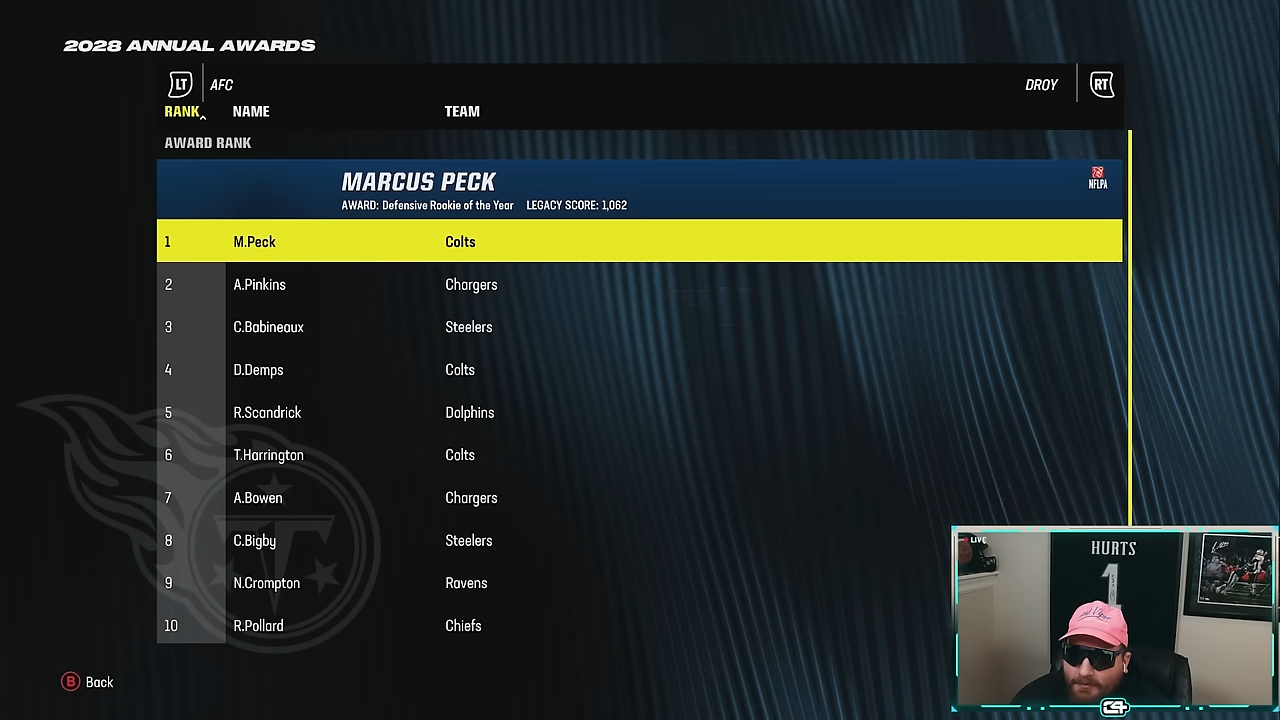 2028 ANNUAL AWARDS
LT AFC DROY RT
RANK NAME TEAM
AWARD RANK
MARCUS PECK
AWARD: Defensive Rookie of the Year LEGACY SCORE: 1,062
NFLPA
1 M.Peck Colts
2 A.Pinkins Chargers
3 C.Babineaux Steelers
4 D.Demps Colts
5 R.Scandrick Dolphins
6 T.Harrington Colts
7 A.Bowen Chargers
8 C.Bigby Steelers
9 N.Crompton Ravens
10 R.Pollard Chiefs
LIVE
HURTS
1
B Back